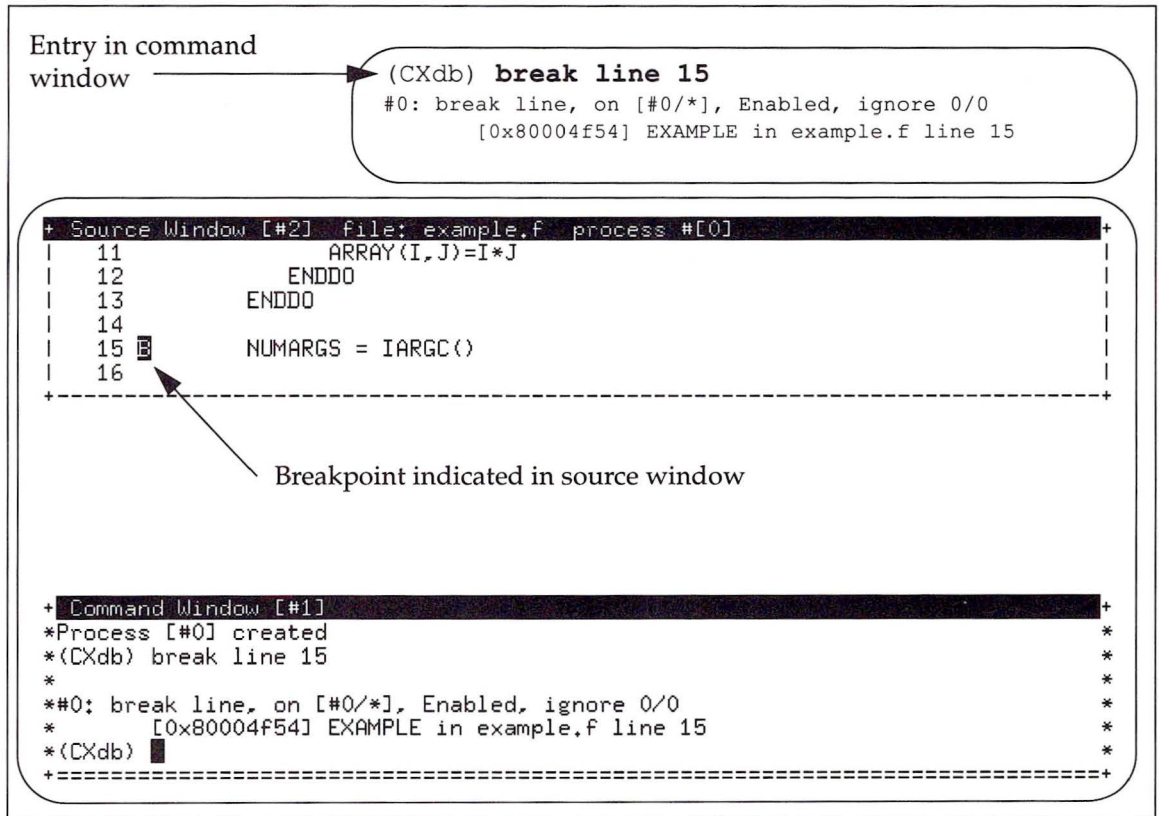 Entry in command
window
(CXdb) break line 15
#0: break line, on [#0/*], Enabled, ignore 0/0
[0x80004f54] EXAMPLE in example.f line 15
+ Source Window [#2]  file: example.f  process #[0] +
| 11 ARRAY(I,J)=I*J |
| 12 ENDDO |
| 13 ENDDO |
| 14 |
| 15 B NUMARGS = IARGC() |
| 16 |
+------------------------------------------------------------------------------+
Breakpoint indicated in source window
+ Command Window [#1] +
*Process [#0] created *
*(CXdb) break line 15 *
* *
*#0: break line, on [#0/*], Enabled, ignore 0/0 *
* [0x80004f54] EXAMPLE in example.f line 15 *
*(CXdb) *
+==============================================================================+